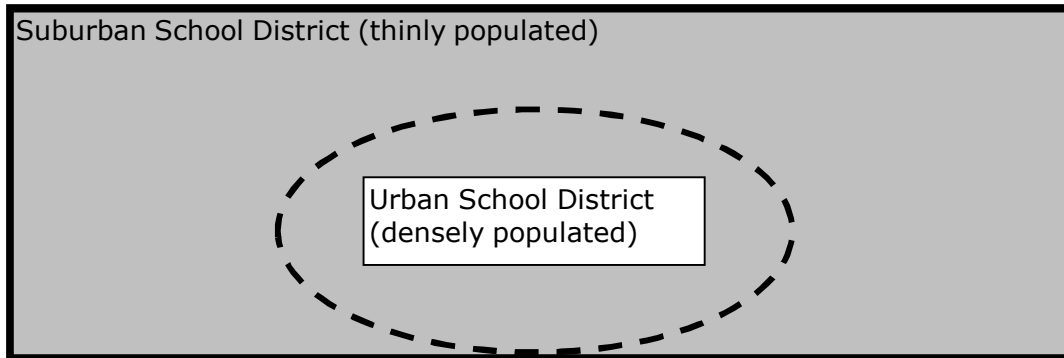 Suburban School District (thinly populated)
Urban School District
(densely populated)